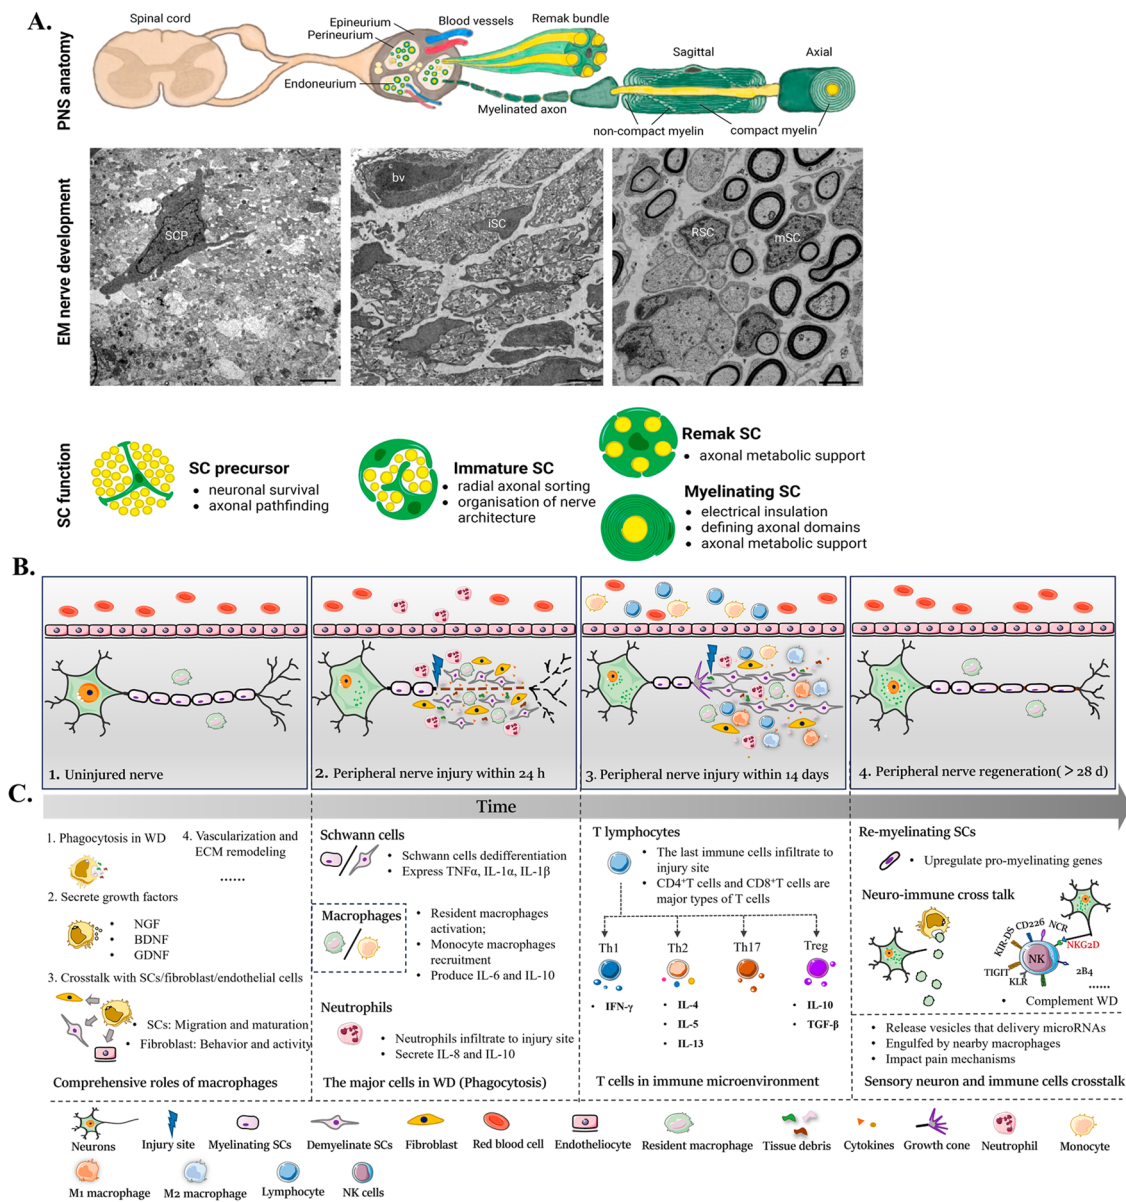 A.
PNS anatomy
Spinal cord
Epineurium
Perineurium
Endoneurium
Blood vessels
Remak bundle
Myelinated axon
Sagittal
Axial
non-compact myelin
compact myelin
EM nerve development
SCP
bv
iSC
RSC
mSC
SC function
SC precursor
• neuronal survival
• axonal pathfinding
Immature SC
• radial axonal sorting
• organisation of nerve
architecture
Remak SC
• axonal metabolic support
Myelinating SC
• electrical insulation
• defining axonal domains
• axonal metabolic support
B.
1. Uninjured nerve
2. Peripheral nerve injury within 24 h
3. Peripheral nerve injury within 14 days
4. Peripheral nerve regeneration( > 28 d)
C.
Time
1. Phagocytosis in WD
4. Vascularization and
ECM remodeling
......
2. Secrete growth factors
• NGF
• BDNF
• GDNF
3. Crosstalk with SCs/fibroblast/endothelial cells
• SCs: Migration and maturation
• Fibroblast: Behavior and activity
Comprehensive roles of macrophages
Schwann cells
• Schwann cells dedifferentiation
• Express TNFα, IL-1α, IL-1β
Macrophages
• Resident macrophages
activation;
• Monocyte macrophages
recruitment
• Produce IL-6 and IL-10
Neutrophils
• Neutrophils infiltrate to injury site
• Secrete IL-8 and IL-10
The major cells in WD (Phagocytosis)
T lymphocytes
• The last immune cells infiltrate to
injury site
• CD4⁺T cells and CD8⁺T cells are
major types of T cells
Th1
Th2
Th17
Treg
• IFN-γ
• IL-4
• IL-5
• IL-13
• IL-10
• TGF-β
T cells in immune microenvironment
Re-myelinating SCs
• Upregulate pro-myelinating genes
Neuro-immune cross talk
KIR-DS
CD226
NCR
NKG2D
NK
TIGIT
KLR
2B4
......
• Complement WD
• Release vesicles that delivery microRNAs
• Engulfed by nearby macrophages
• Impact pain mechanisms
Sensory neuron and immune cells crosstalk
Neurons
Injury site
Myelinating SCs
Demyelinate SCs
Fibroblast
Red blood cell
Endotheliocyte
Resident macrophage
Tissue debris
Cytokines
Growth cone
Neutrophil
Monocyte
M1 macrophage
M2 macrophage
Lymphocyte
NK cells